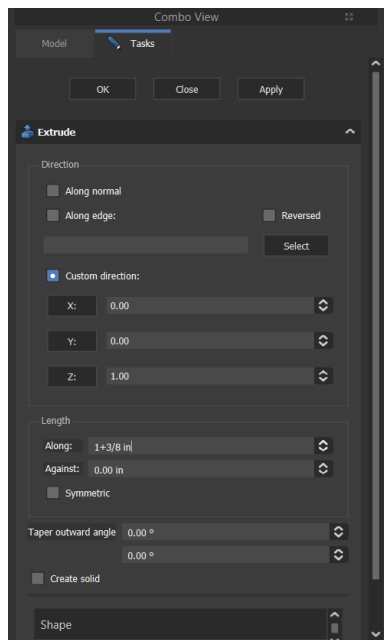 Combo View
Model Tasks
OK Close Apply
Extrude
Direction
Along normal
Along edge: Reversed
Select
Custom direction:
X: 0.00
Y: 0.00
Z: 1.00
Length
Along: 1+3/8 in
Against: 0.00 in
Symmetric
Taper outward angle 0.00 º
0.00 º
Create solid
Shape